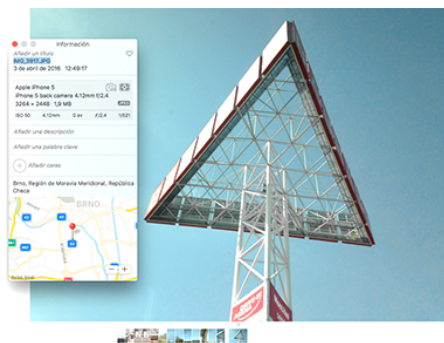 Información
Añadir un título
IMG_3917.JPG
3 de abril de 2016 12:49:17
Apple iPhone 5
iPhone 5 back camera 4.12mm f/2.4
3264 × 2448 1,9 MB
JPEG
ISO 50 4.12mm 0 ev ƒ/2.4 1/521
Añadir una descripción
Añadir una palabra clave
Añadir caras
Brno, Región de Moravia Meridional, República
Checa
BRNO